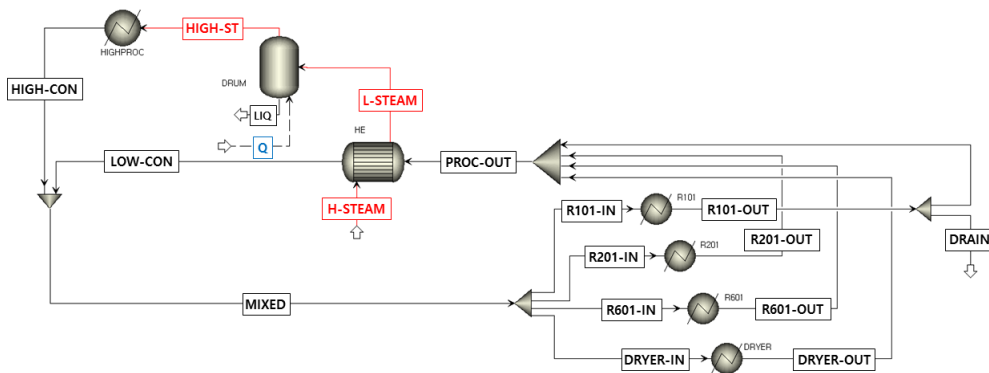 HIGH-ST
HIGHPROC
HIGH-CON
DRUM
L-STEAM
LIQ
HE
Q
LOW-CON
PROC-OUT
H-STEAM
R101-IN
R101
R101-OUT
R201-IN
R201
R201-OUT
DRAIN
MIXED
R601-IN
R601
R601-OUT
DRYER-IN
DRYER
DRYER-OUT